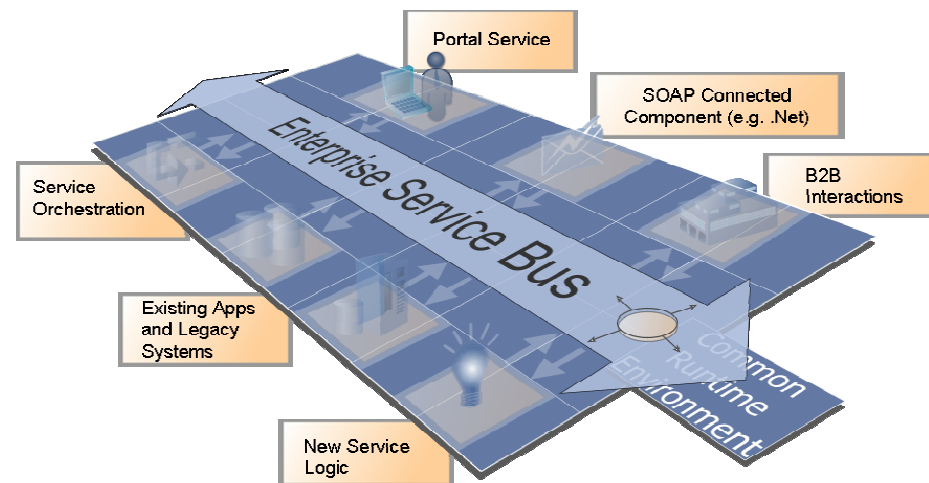 Portal Service
SOAP Connected
Component (e.g. .Net)
B2B
Interactions
Enterprise Service Bus
Service
Orchestration
Existing Apps
and Legacy
Systems
New Service
Logic
Common
Runtime
Environment